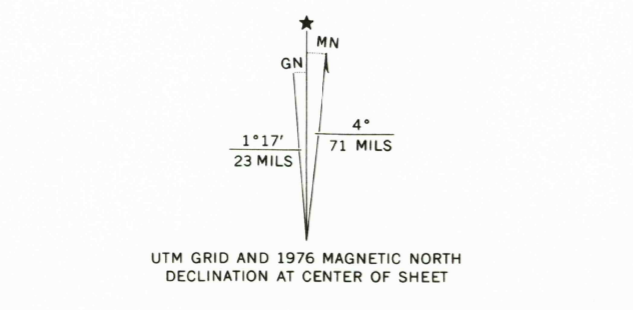 MN
GN
1°17′
23 MILS
4°
71 MILS
UTM GRID AND 1976 MAGNETIC NORTH
DECLINATION AT CENTER OF SHEET